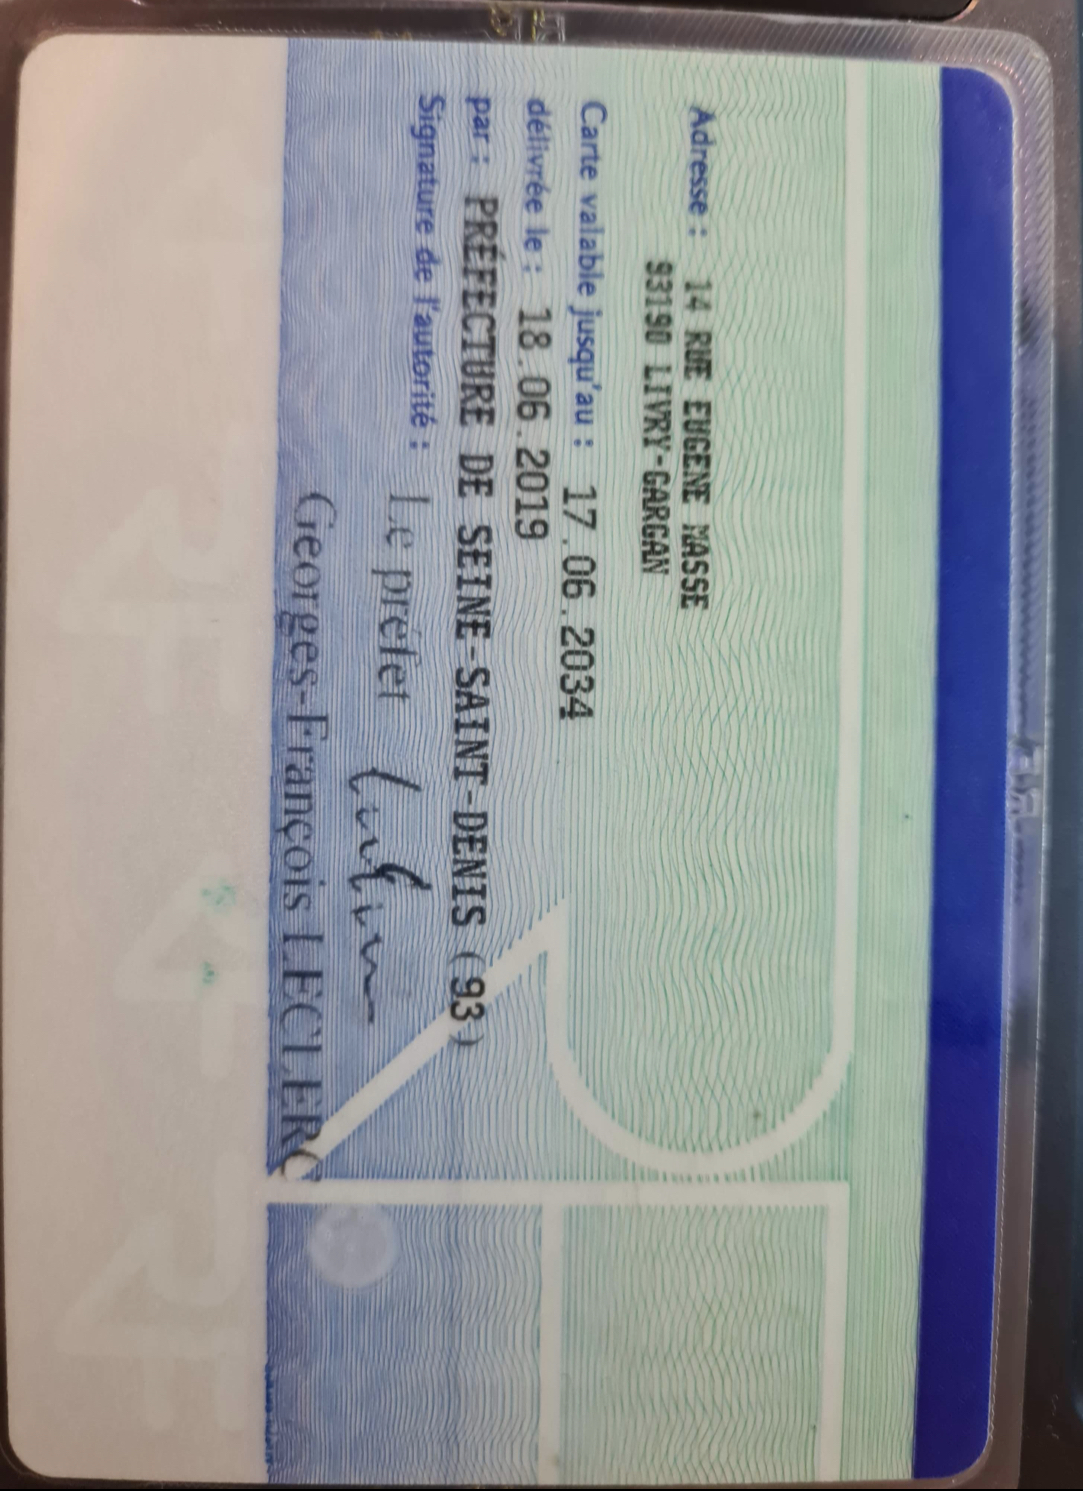 Adresse : 14 RUE EUGENE MASSE
93190 LIVRY-GARGAN
Carte valable jusqu'au : 17.06.2034
délivrée le : 18.06.2019
par : PRÉFECTURE DE SEINE-SAINT-DENIS (93)
Signature de l'autorité : Le préfet
Georges-François LECLERC
RF